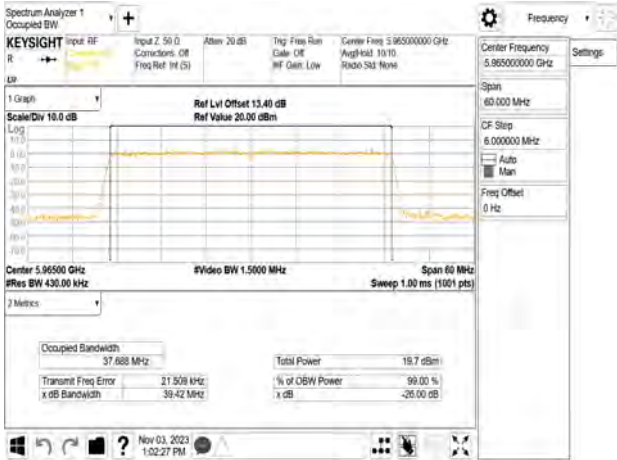 Spectrum Analyzer 1
Occupied BW
+
Frequency
KEYSIGHT
Input: RF
Input Z: 50 Ω
Corrections: Off
Freq Ref: Int (S)
Atten: 20 dB
Trig: Free Run
Gate: Off
#IF Gain: Low
Center Freq: 5.965000000 GHz
Avg|Hold: 10/10
Radio Std: None
R
Center Frequency
5.965000000 GHz
Settings
Span
60.000 MHz
CF Step
6.000000 MHz
Auto
Man
Freq Offset
0 Hz
1 Graph
Scale/Div 10.0 dB
Ref Lvl Offset 13.40 dB
Ref Value 20.00 dBm
Log
Center 5.96500 GHz
#Res BW 430.00 kHz
#Video BW 1.5000 MHz
Span 60 MHz
Sweep 1.00 ms (1001 pts)
2 Metrics
Occupied Bandwidth
37.688 MHz
Total Power
19.7 dBm
Transmit Freq Error
21.509 kHz
% of OBW Power
99.00 %
x dB Bandwidth
39.42 MHz
x dB
-26.00 dB
?
Nov 03, 2023
1:02:27 PM